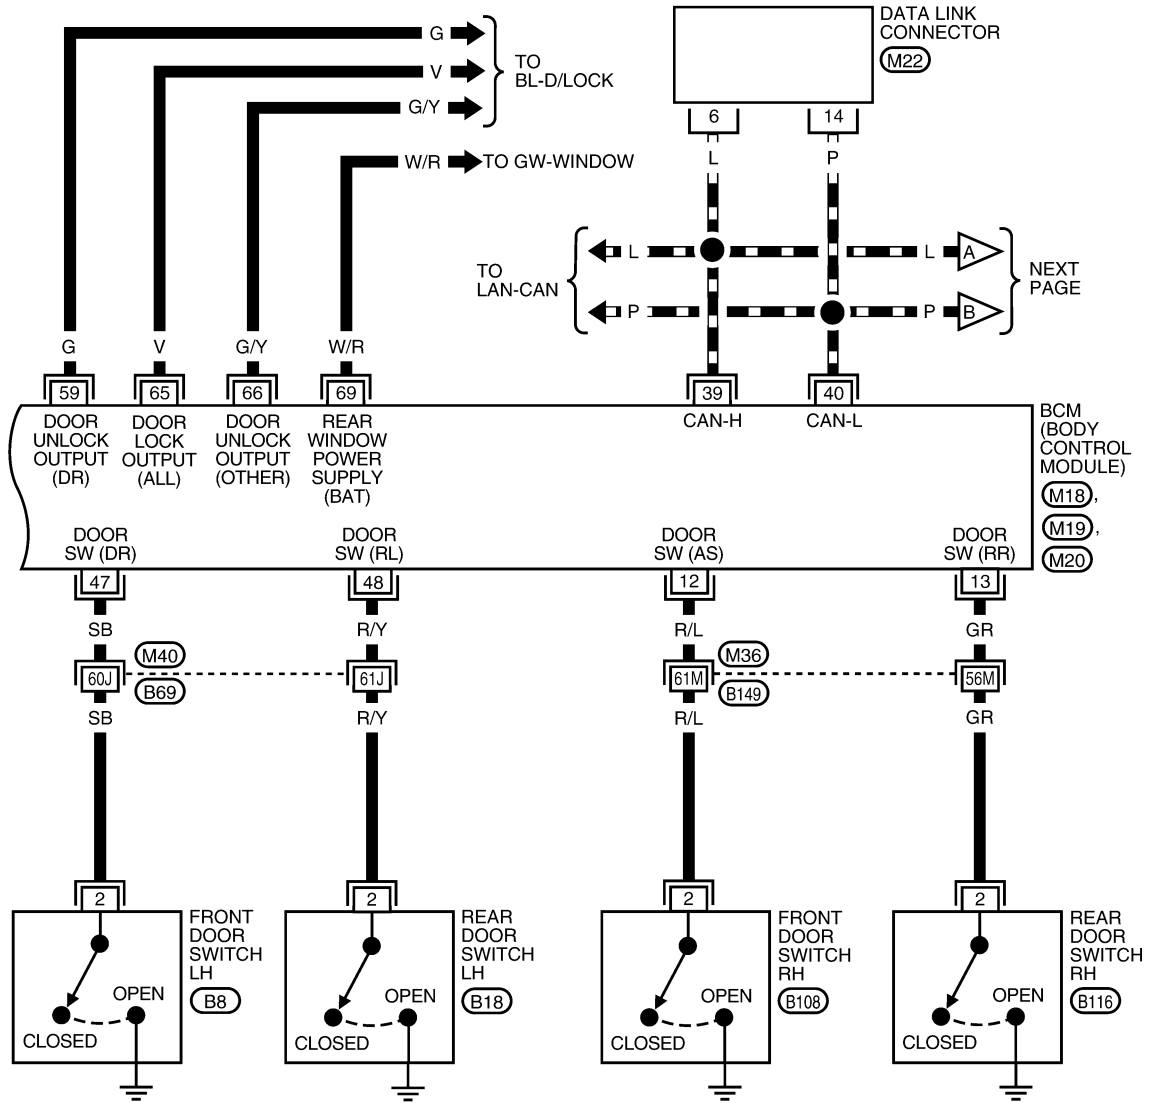 G
V
G/Y
TO
BL-D/LOCK
W/R
TO GW-WINDOW
DATA LINK
CONNECTOR
M22
6
14
L
P
TO
LAN-CAN
L
L
A
P
P
B
NEXT
PAGE
G
V
G/Y
W/R
59
65
66
69
39
40
DOOR
UNLOCK
OUTPUT
(DR)
DOOR
LOCK
OUTPUT
(ALL)
DOOR
UNLOCK
OUTPUT
(OTHER)
REAR
WINDOW
POWER
SUPPLY
(BAT)
CAN-H
CAN-L
BCM
(BODY
CONTROL
MODULE)
M18,
M19,
M20
DOOR
SW (DR)
DOOR
SW (RL)
DOOR
SW (AS)
DOOR
SW (RR)
47
48
12
13
SB
R/Y
R/L
GR
M40
M36
60J
61J
61M
56M
B69
B149
SB
R/Y
R/L
GR
2
2
2
2
FRONT
DOOR
SWITCH
LH
B8
OPEN
CLOSED
REAR
DOOR
SWITCH
LH
B18
OPEN
CLOSED
FRONT
DOOR
SWITCH
RH
B108
OPEN
CLOSED
REAR
DOOR
SWITCH
RH
B116
OPEN
CLOSED